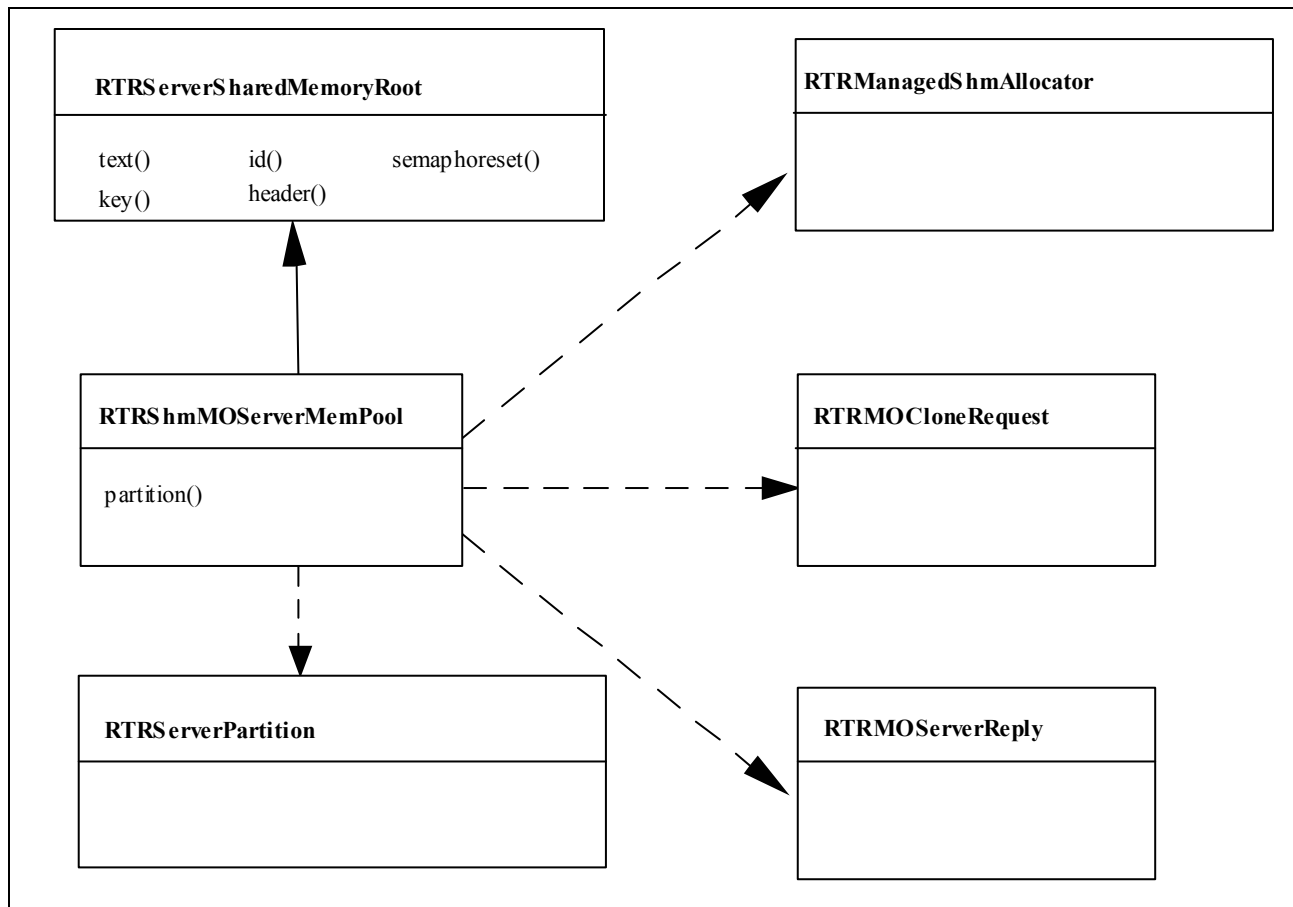 RTRServerSharedMemoryRoot
text() id() semaphoreset()
key() header()
RTRManagedShmAllocator
RTRShmMOServerMemPool
partition()
RTRMOCloneRequest
RTRServerPartition
RTRMOServerReply